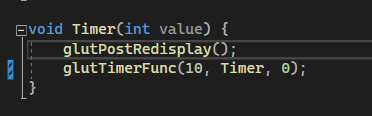 void Timer(int value) {
    glutPostRedisplay();
    glutTimerFunc(10, Timer, 0);
}